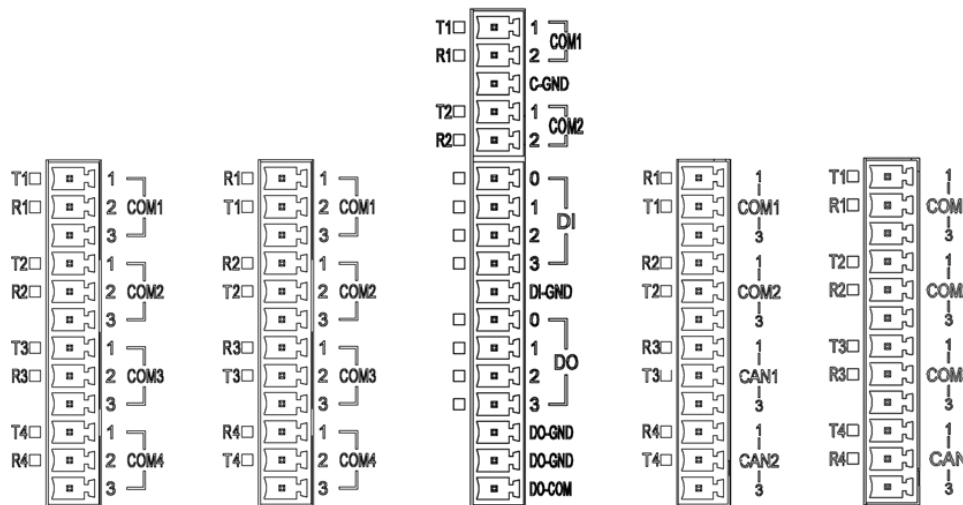 T1 1
R1 2 COM1
3
T2 1
R2 2 COM2
3
T3 1
R3 2 COM3
3
T4 1
R4 2 COM4
3
R1 1
T1 2 COM1
3
R2 1
T2 2 COM2
3
R3 1
T3 2 COM3
3
R4 1
T4 2 COM4
3
T1 1
COM1
R1 2
C-GND
T2 1
COM2
R2 2
0
1
DI
2
3
DI-GND
0
1
DO
2
3
DO-GND
DO-GND
DO-COM
R1 1
T1 COM1
3
R2 1
T2 COM2
3
R3 1
T3 CAN1
3
R4 1
T4 CAN2
3
T1 1
R1 COM
3
T2 1
R2 COM
3
T3 1
R3 COM
3
T4 1
R4 CAN
3